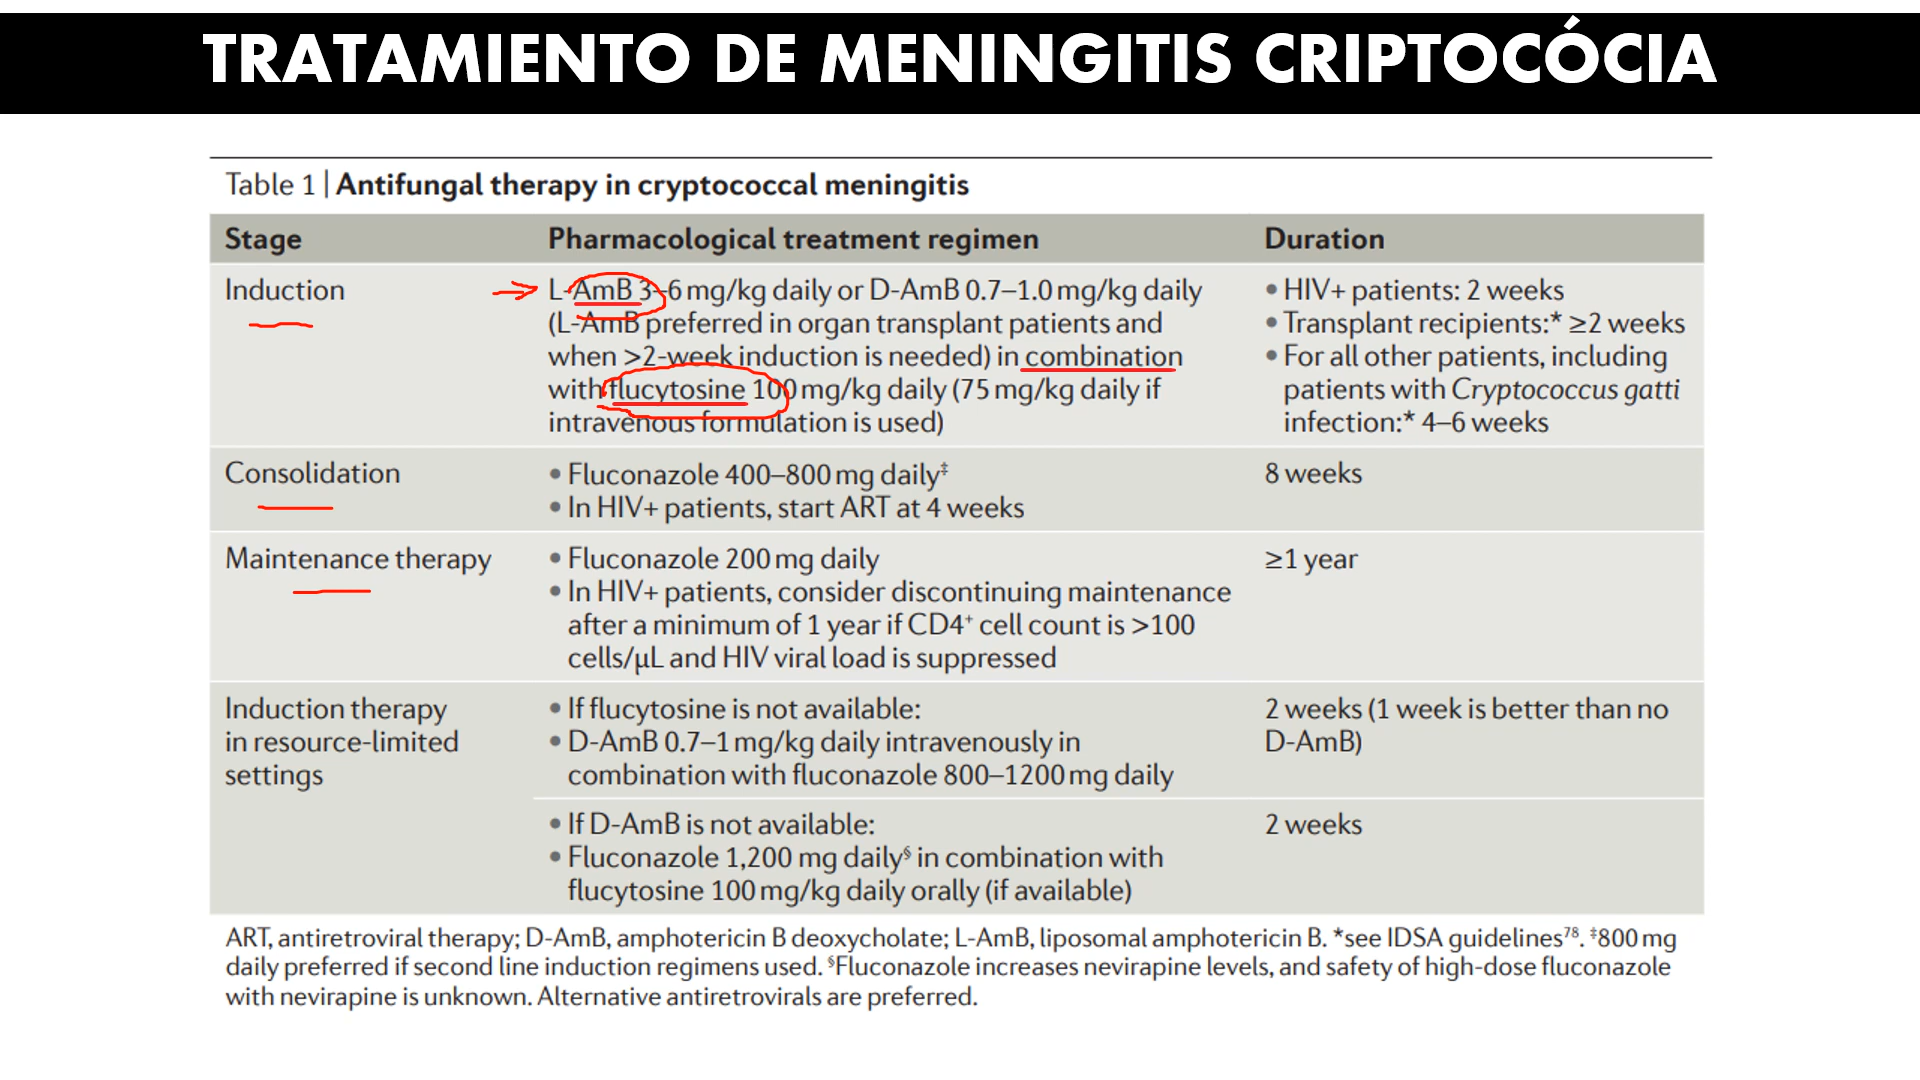 TRATAMIENTO DE MENINGITIS CRIPTOCÓCIA
Table 1 | Antifungal therapy in cryptococcal meningitis
Stage
Pharmacological treatment regimen
Duration
Induction
L-AmB 3–6 mg/kg daily or D-AmB 0.7–1.0 mg/kg daily
(L-AmB preferred in organ transplant patients and
when >2-week induction is needed) in combination
with flucytosine 100 mg/kg daily (75 mg/kg daily if
intravenous formulation is used)
• HIV+ patients: 2 weeks
• Transplant recipients:* ≥2 weeks
• For all other patients, including
patients with Cryptococcus gatti
infection:* 4–6 weeks
Consolidation
• Fluconazole 400–800 mg daily‡
• In HIV+ patients, start ART at 4 weeks
8 weeks
Maintenance therapy
• Fluconazole 200 mg daily
• In HIV+ patients, consider discontinuing maintenance
after a minimum of 1 year if CD4⁺ cell count is >100
cells/μL and HIV viral load is suppressed
≥1 year
Induction therapy
in resource-limited
settings
• If flucytosine is not available:
• D-AmB 0.7–1 mg/kg daily intravenously in
combination with fluconazole 800–1200 mg daily
2 weeks (1 week is better than no
D-AmB)
• If D-AmB is not available:
• Fluconazole 1,200 mg daily§ in combination with
flucytosine 100 mg/kg daily orally (if available)
2 weeks
ART, antiretroviral therapy; D-AmB, amphotericin B deoxycholate; L-AmB, liposomal amphotericin B. *see IDSA guidelines⁷⁸. ‡800 mg
daily preferred if second line induction regimens used. §Fluconazole increases nevirapine levels, and safety of high-dose fluconazole
with nevirapine is unknown. Alternative antiretrovirals are preferred.